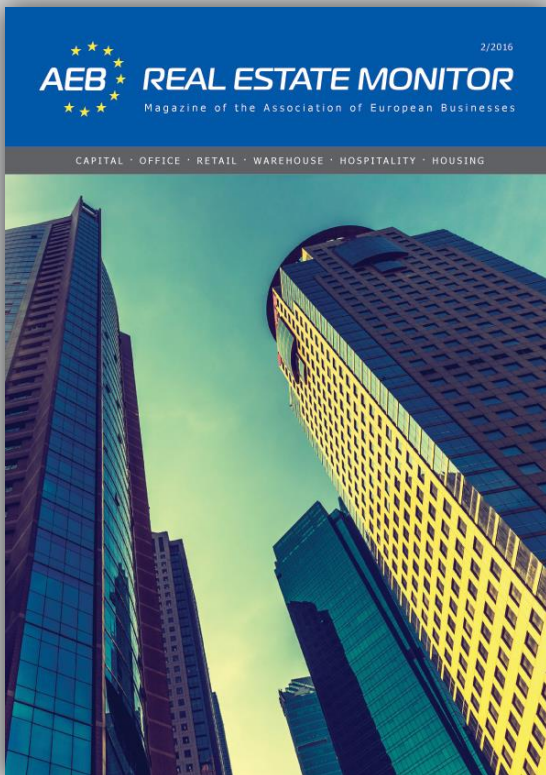 2/2016
AEB REAL ESTATE MONITOR
Magazine of the Association of European Businesses
CAPITAL · OFFICE · RETAIL · WAREHOUSE · HOSPITALITY · HOUSING